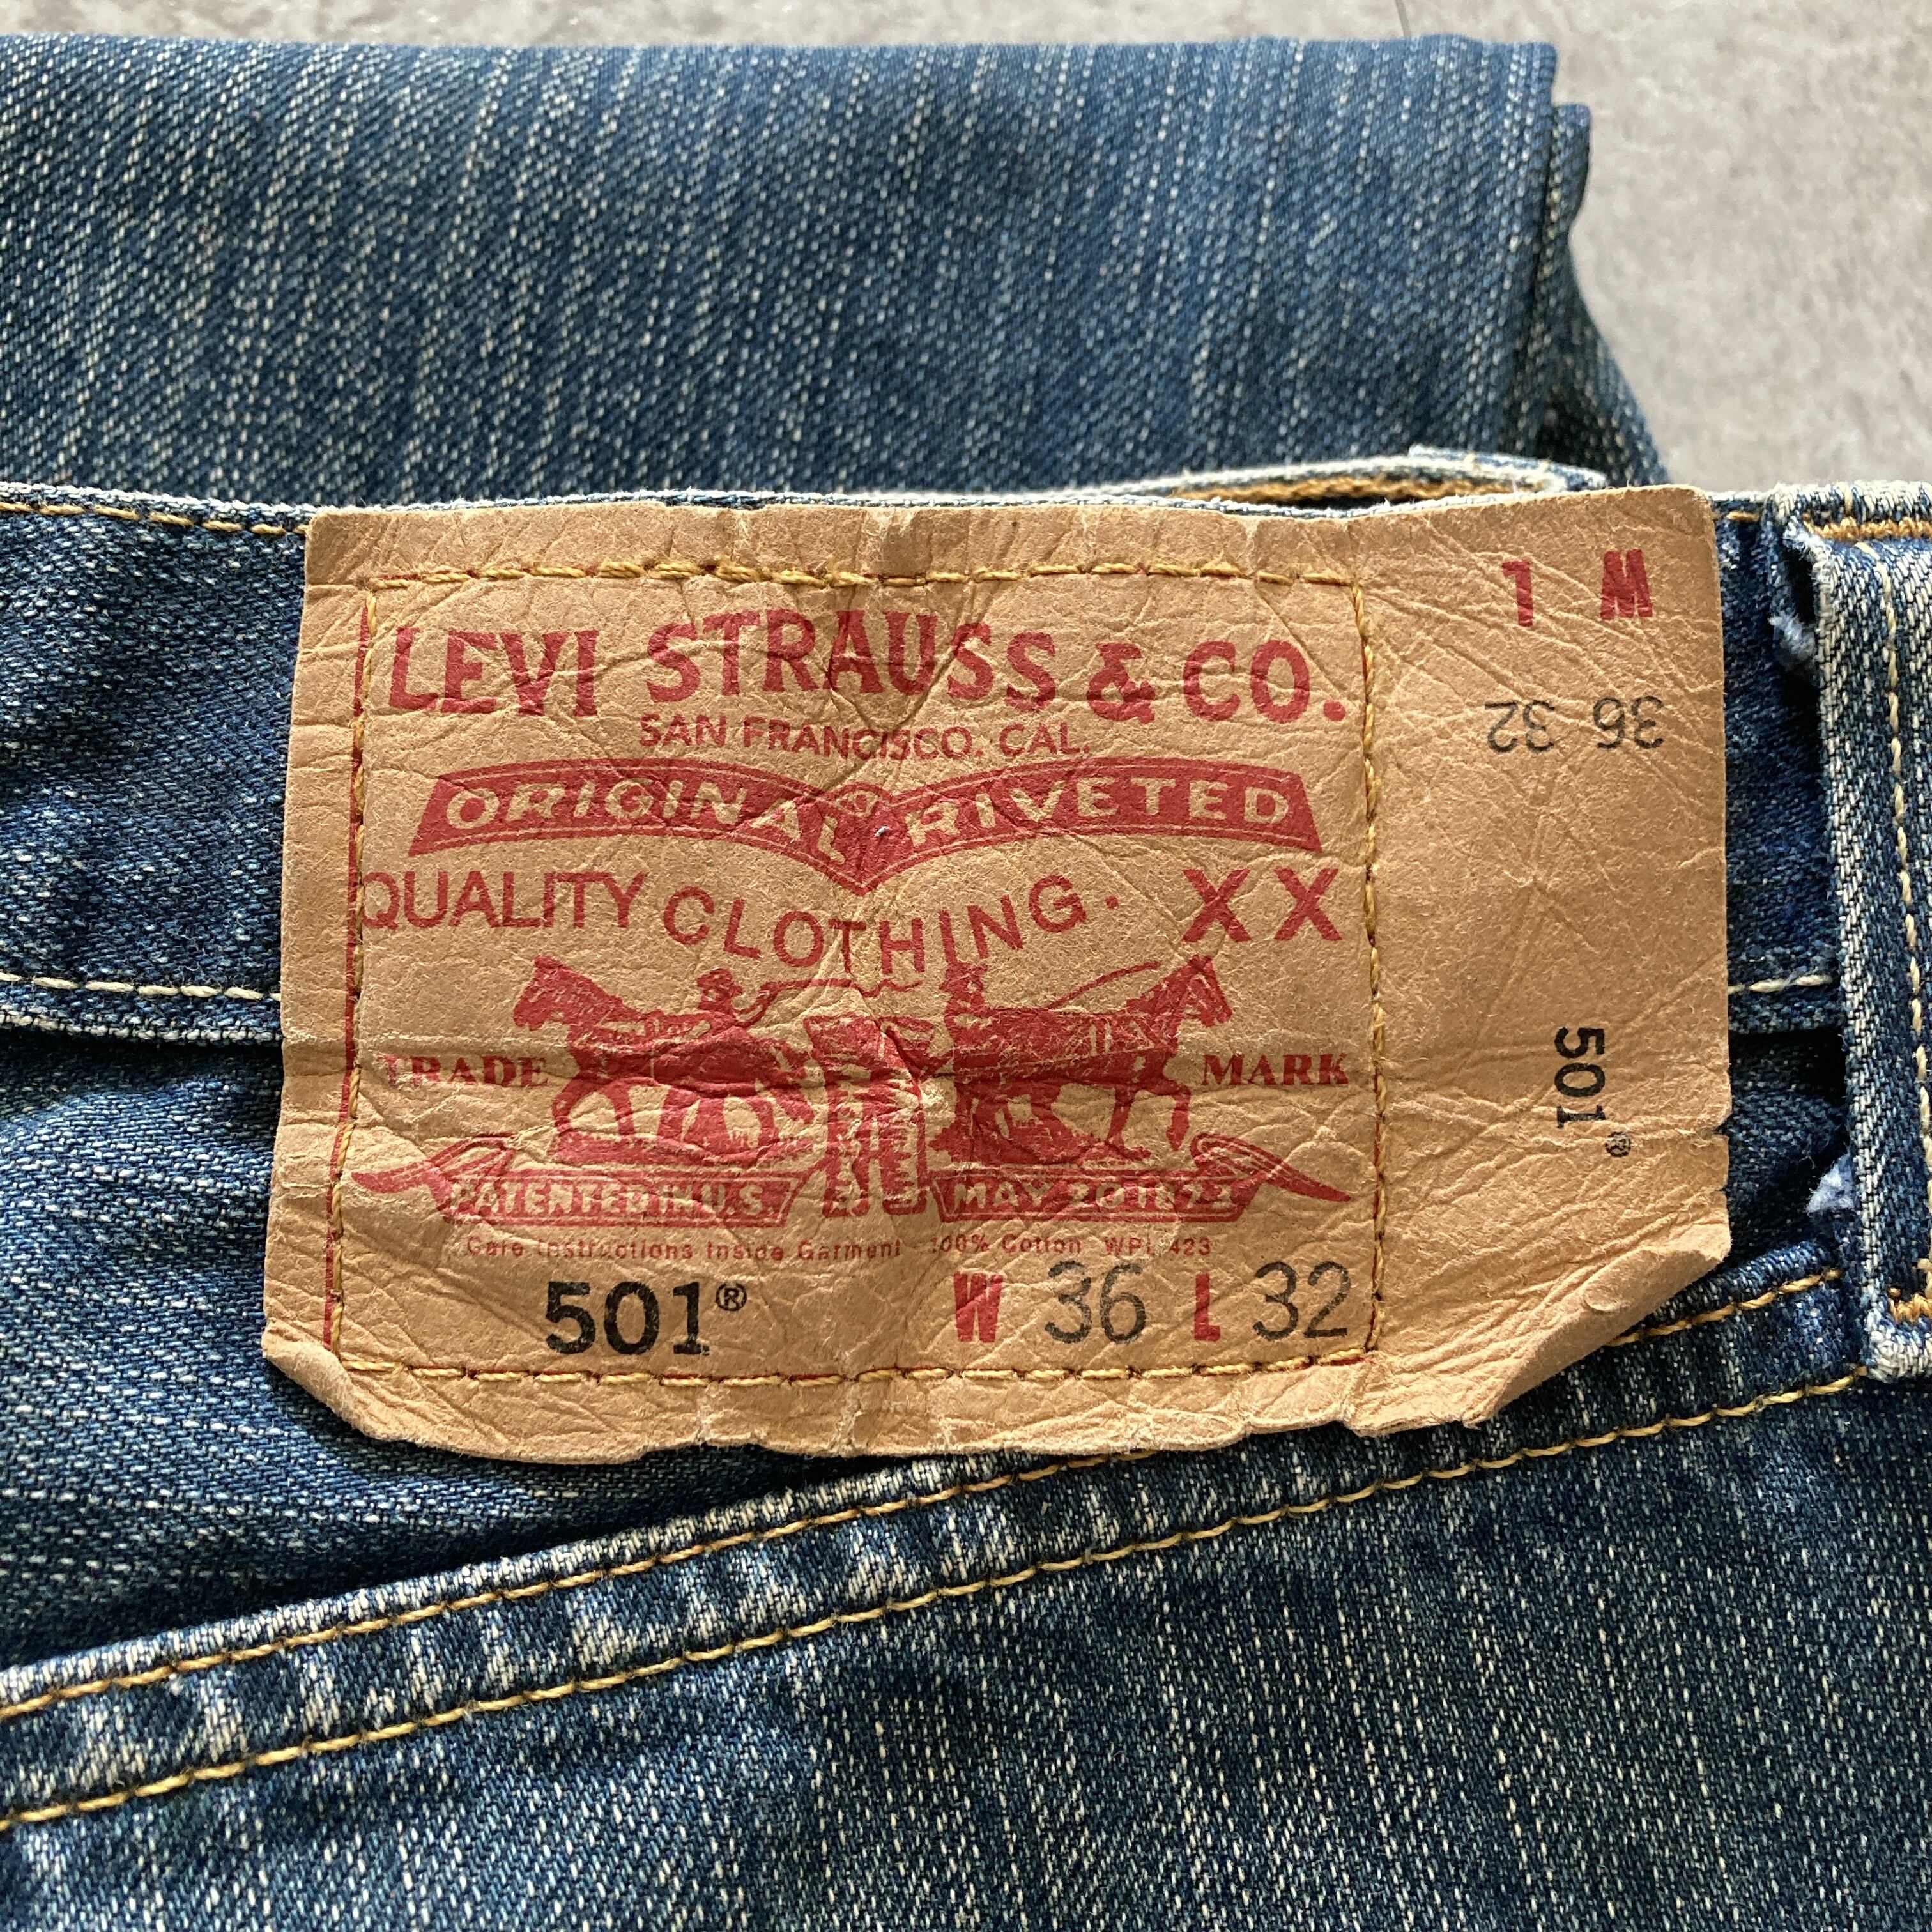 LEVI STRAUSS & CO.
SAN FRANCISCO. CAL.
ORIGINAL RIVETED
QUALITY CLOTHING. XX
TRADE MARK
PATENTED IN U.S. MAY 20 1873
Care Instructions Inside Garment 100% Cotton WPL 423
501® W 36 L 32
W L
36 32
501®